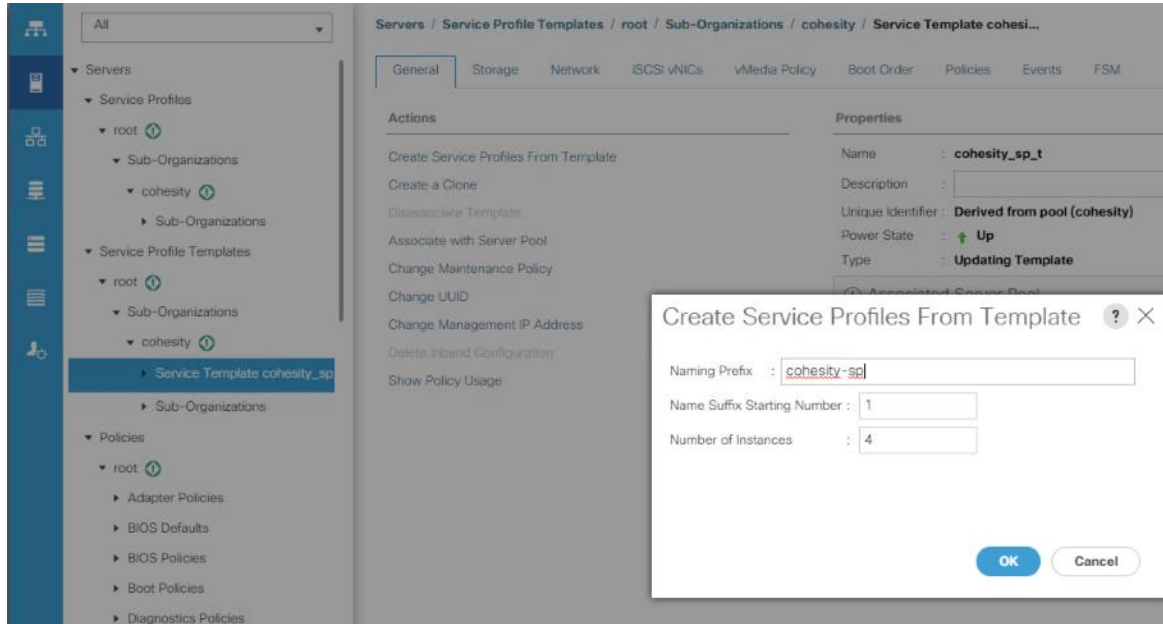 All
Servers / Service Profile Templates / root / Sub-Organizations / cohesity / Service Template cohesi...
Servers
Service Profiles
root
Sub-Organizations
cohesity
Sub-Organizations
Service Profile Templates
root
Sub-Organizations
cohesity
Service Template cohesity_sp
Sub-Organizations
Policies
root
Adapter Policies
BIOS Defaults
BIOS Policies
Boot Policies
Diagnostics Policies
General Storage Network iSCSI vNICs vMedia Policy Boot Order Policies Events FSM
Actions
Create Service Profiles From Template
Create a Clone
Disassociate Template
Associate with Server Pool
Change Maintenance Policy
Change UUID
Change Management IP Address
Delete Inband Configuration
Show Policy Usage
Properties
Name : cohesity_sp_t
Description :
Unique Identifier : Derived from pool (cohesity)
Power State : Up
Type : Updating Template
Associated Server Pool
Create Service Profiles From Template ? ×
Naming Prefix : cohesity-sp
Name Suffix Starting Number : 1
Number of Instances : 4
OK Cancel